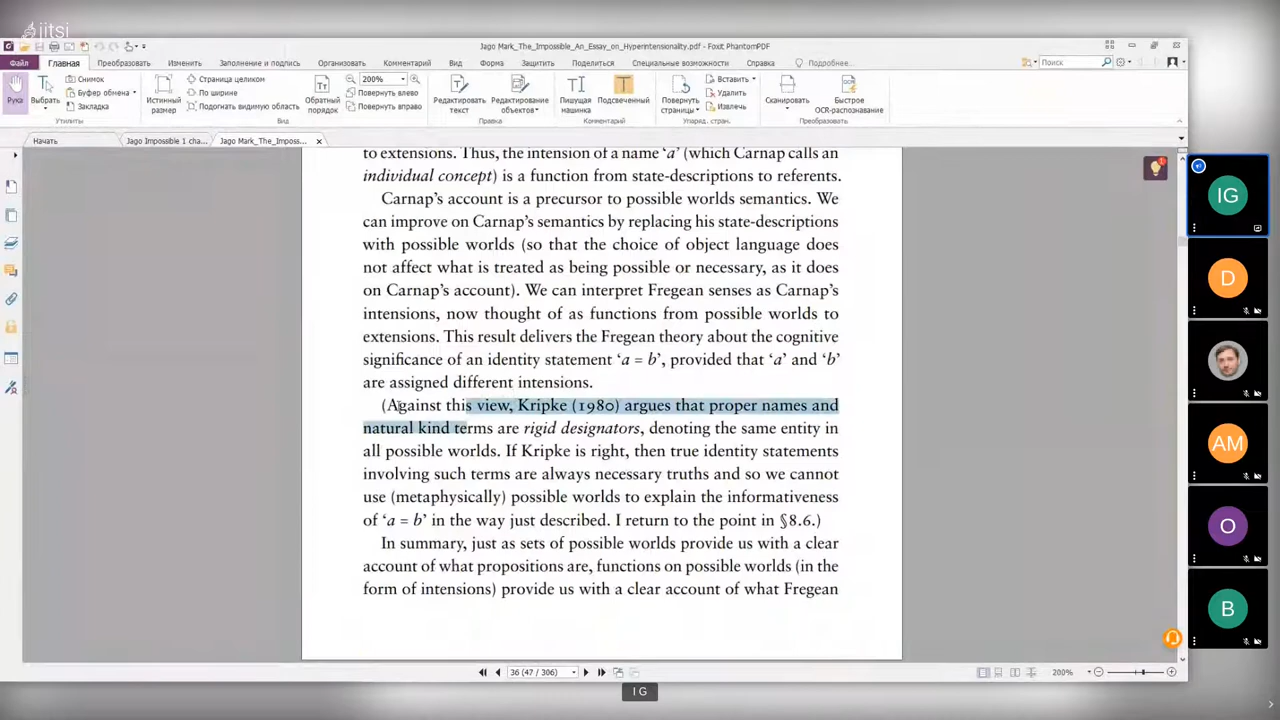 jitsi
Jago Mark_The_Impossible_An_Essay_on_Hyperintensionality.pdf - Foxit PhantomPDF
Файл Главная Преобразовать Изменить Заполнение и подпись Комментарий Вид Форма Защитить Поделиться Специальные возможности Справка Подробнее... Поиск
Рука
Выбрать
Снимок
Буфер обмена
Закладка
Утилиты
Истинный размер
Страница целиком
По ширине
Подогнать видимую область
Обратный порядок
200%
Повернуть влево
Повернуть вправо
Вид
Редактировать текст
Редактирование объектов
Правка
Пишущая машинка
Подсвеченный
Комментарий
Повернуть страницы
Вставить
Удалить
Извлечь
Упоряд. стран.
Сканировать
Быстрое OCR-распознавание
Преобразовать
Начать Jago Impossible 1 cha... Jago Mark_The_Imposs...
to extensions. Thus, the intension of a name ‘a’ (which Carnap calls an
individual concept) is a function from state-descriptions to referents.
Carnap’s account is a precursor to possible worlds semantics. We
can improve on Carnap’s semantics by replacing his state-descriptions
with possible worlds (so that the choice of object language does
not affect what is treated as being possible or necessary, as it does
on Carnap’s account). We can interpret Fregean senses as Carnap’s
intensions, now thought of as functions from possible worlds to
extensions. This result delivers the Fregean theory about the cognitive
significance of an identity statement ‘a = b’, provided that ‘a’ and ‘b’
are assigned different intensions.
(Against this view, Kripke (1980) argues that proper names and
natural kind terms are rigid designators, denoting the same entity in
all possible worlds. If Kripke is right, then true identity statements
involving such terms are always necessary truths and so we cannot
use (metaphysically) possible worlds to explain the informativeness
of ‘a = b’ in the way just described. I return to the point in §8.6.)
In summary, just as sets of possible worlds provide us with a clear
account of what propositions are, functions on possible worlds (in the
form of intensions) provide us with a clear account of what Fregean
36 (47 / 306)
200%
IG
D
AM
O
B
I G